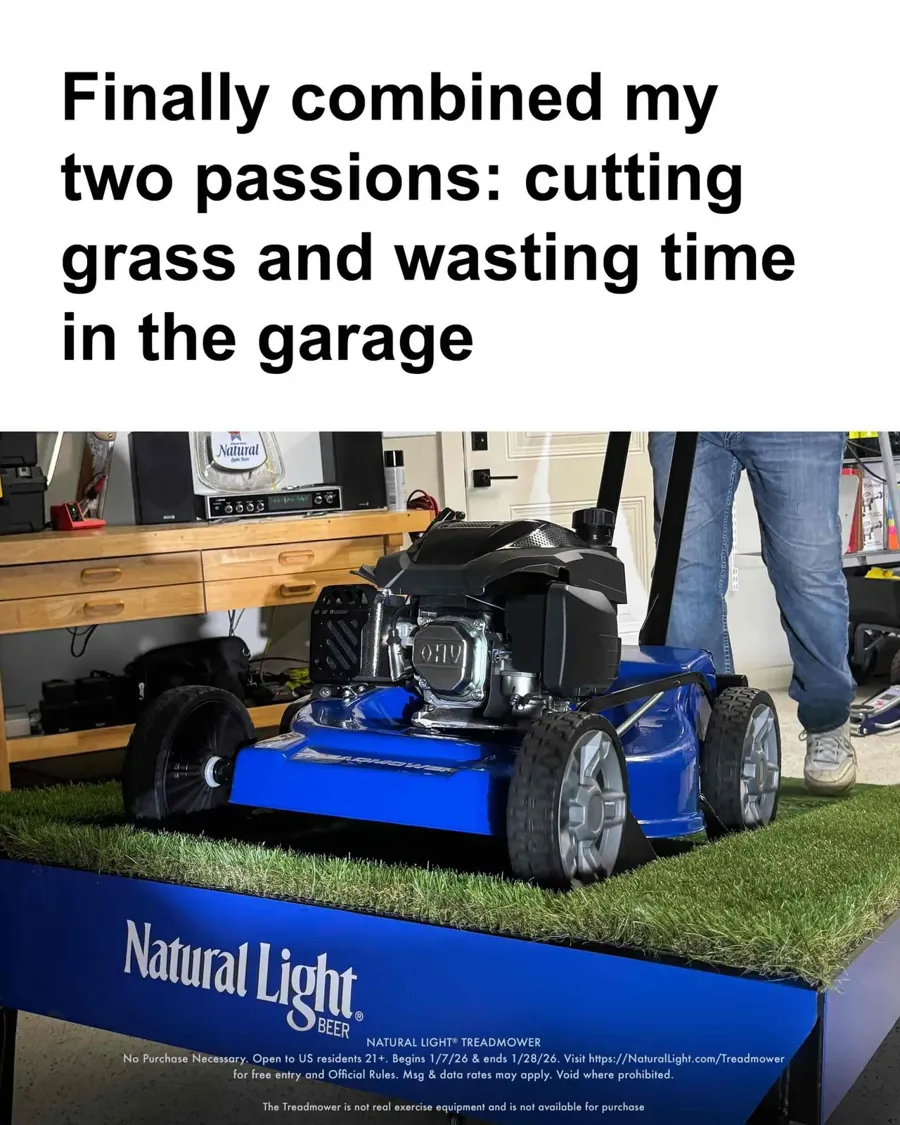 Finally combined my
two passions: cutting
grass and wasting time
in the garage
Natural
OHV
Natural Light®
BEER
NATURAL LIGHT® TREADMOWER
No Purchase Necessary. Open to US residents 21+. Begins 1/7/26 & ends 1/28/26. Visit https://NaturalLight.com/Treadmower
for free entry and Official Rules. Msg & data rates may apply. Void where prohibited.
The Treadmower is not real exercise equipment and is not available for purchase